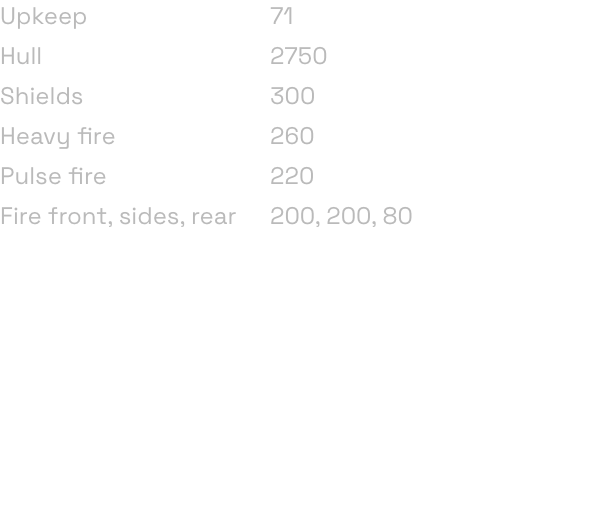 Upkeep 71
Hull 2750
Shields 300
Heavy fire 260
Pulse fire 220
Fire front, sides, rear 200, 200, 80